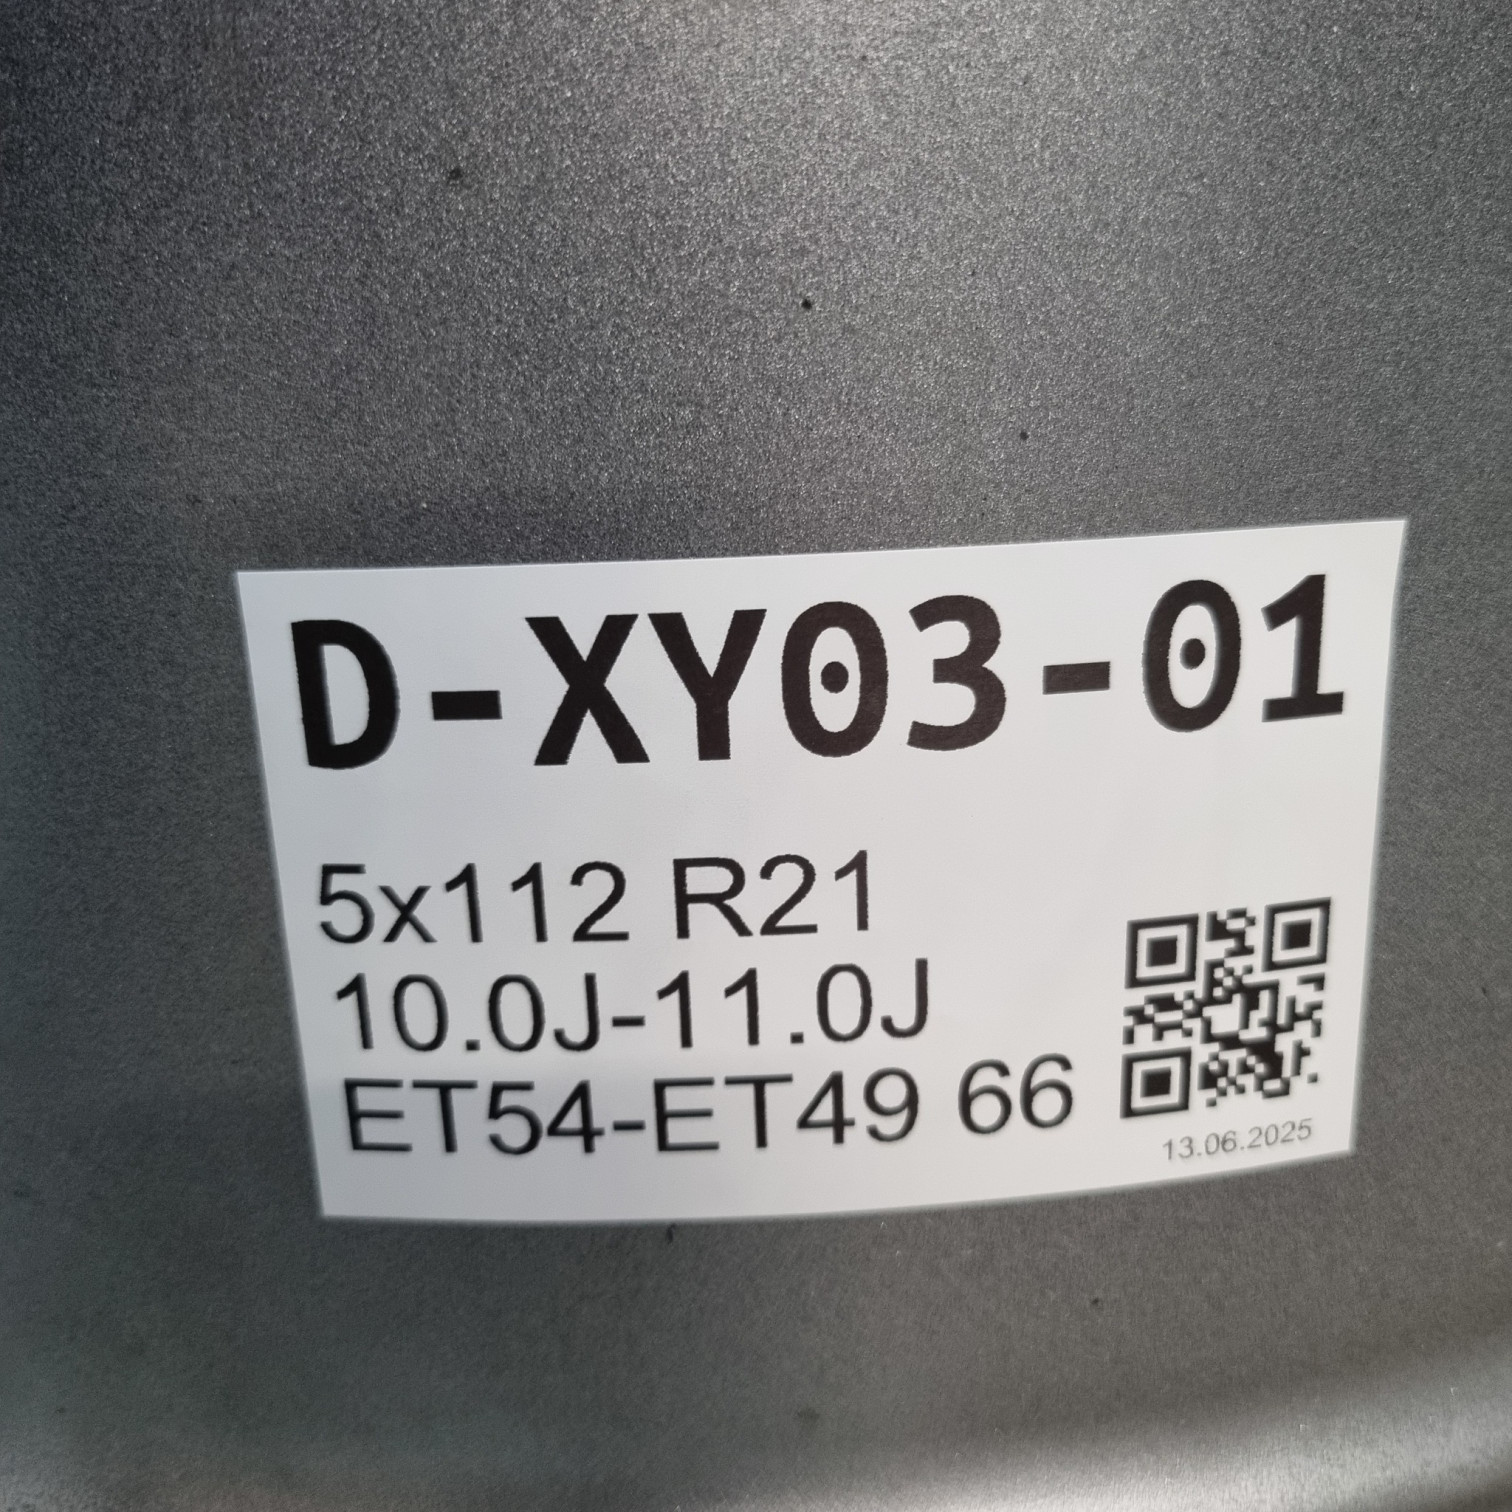 D-XY03-01
5x112 R21
10.0J-11.0J
ET54-ET49 66
13.06.2025